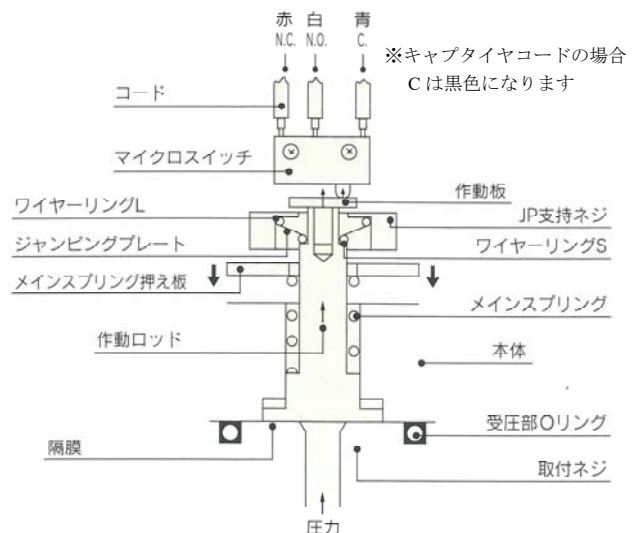 赤 白 青
N.C. N.O. C.
※キャブタイヤコードの場合
Cは黒色になります
コード
マイクロスイッチ
作動板
ワイヤーリングL
JP支持ネジ
ジャンピングプレート
ワイヤーリングS
メインスプリング押え板
メインスプリング
作動ロッド
本体
受圧部Oリング
隔膜
取付ネジ
圧力